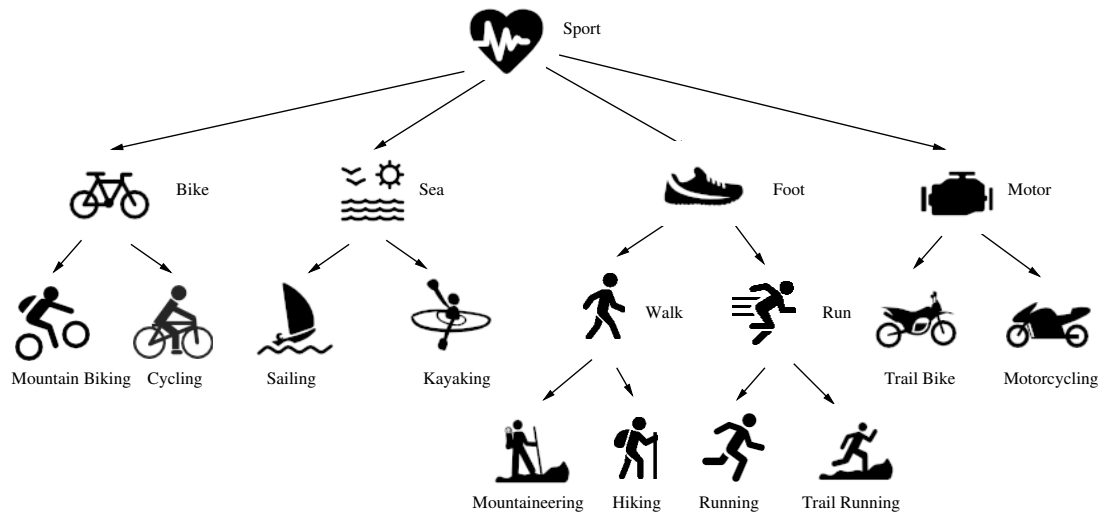 Sport
Bike
Sea
Foot
Motor
Walk
Run
Mountain Biking
Cycling
Sailing
Kayaking
Trail Bike
Motorcycling
Mountaineering
Hiking
Running
Trail Running